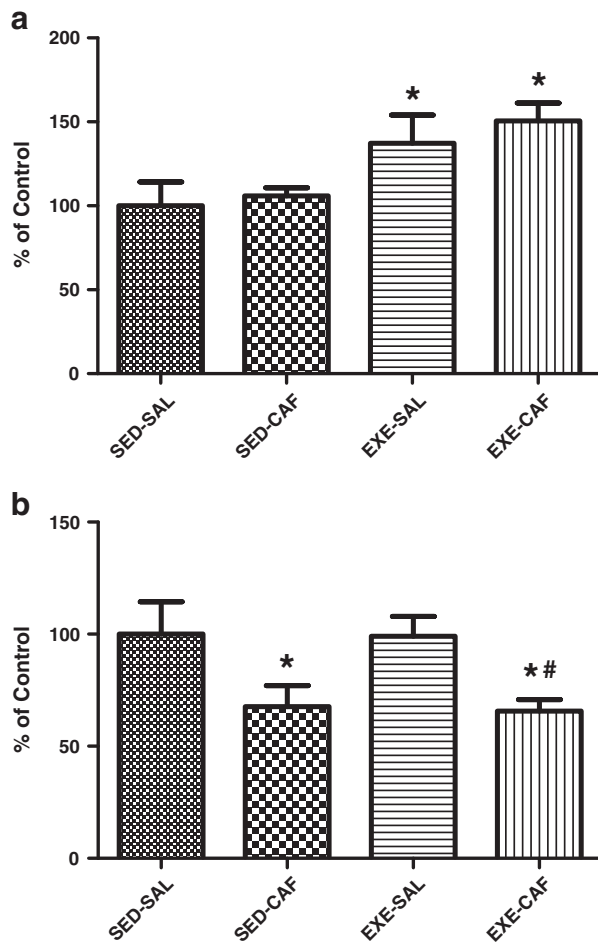 a
% of Control
200
150
100
50
0
*
*
SED-SAL
SED-CAF
EXE-SAL
EXE-CAF
b
% of Control
150
100
50
0
*
*#
SED-SAL
SED-CAF
EXE-SAL
EXE-CAF